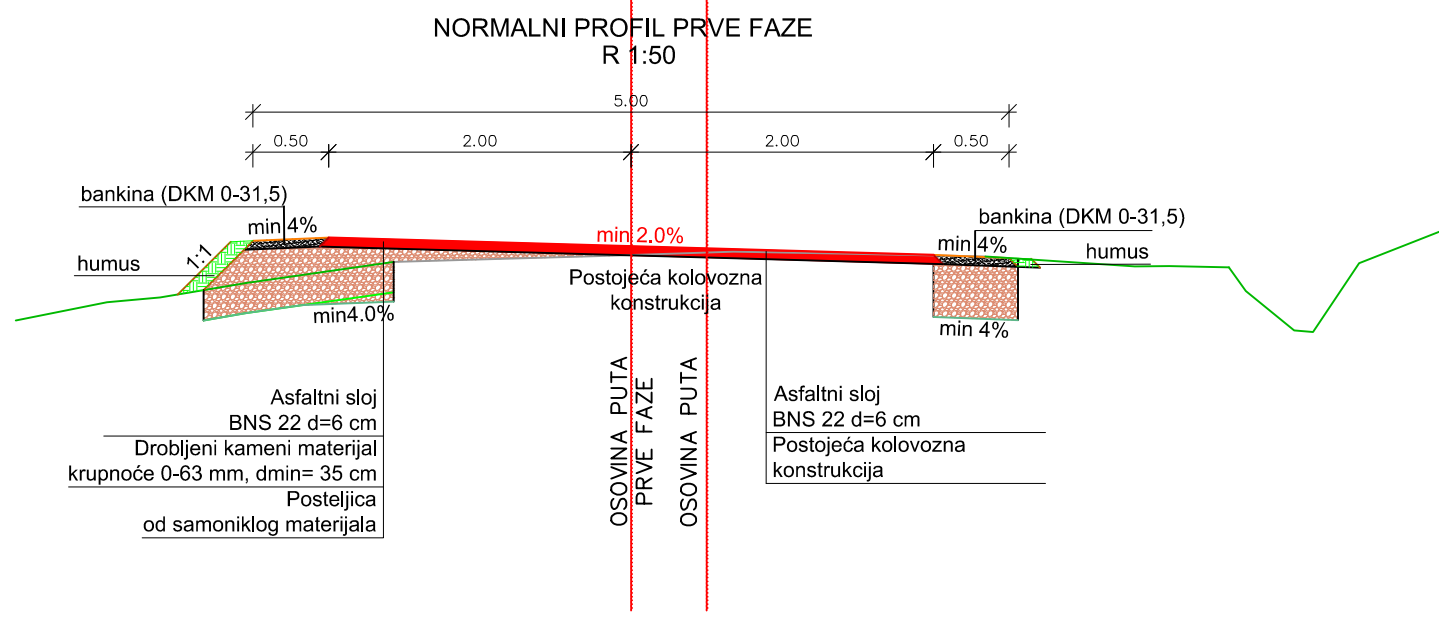 NORMALNI PROFIL PRVE FAZE
R 1:50
5.00
0.50
2.00
2.00
0.50
bankina (DKM 0-31,5)
min 4%
1:1
humus
min 2.0%
bankina (DKM 0-31,5)
min 4%
humus
Postojeća kolovozna
konstrukcija
min4.0%
min 4%
Asfaltni sloj
BNS 22 d=6 cm
Drobljeni kameni materijal
krupnoće 0-63 mm, dmin= 35 cm
Posteljica
od samoniklog materijala
OSOVINA PUTA
PRVE FAZE
OSOVINA PUTA
Asfaltni sloj
BNS 22 d=6 cm
Postojeća kolovozna
konstrukcija